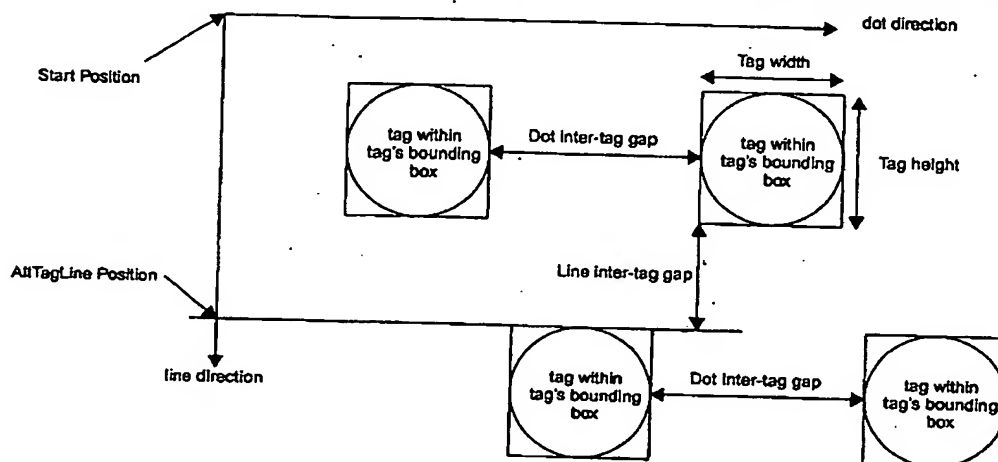 dot direction
Start Position
Tag width
tag within
tag's bounding
box
Dot inter-tag gap
tag within
tag's bounding
box
Tag height
AltTagLine Position
Line inter-tag gap
line direction
tag within
tag's bounding
box
Dot inter-tag gap
tag within
tag's bounding
box